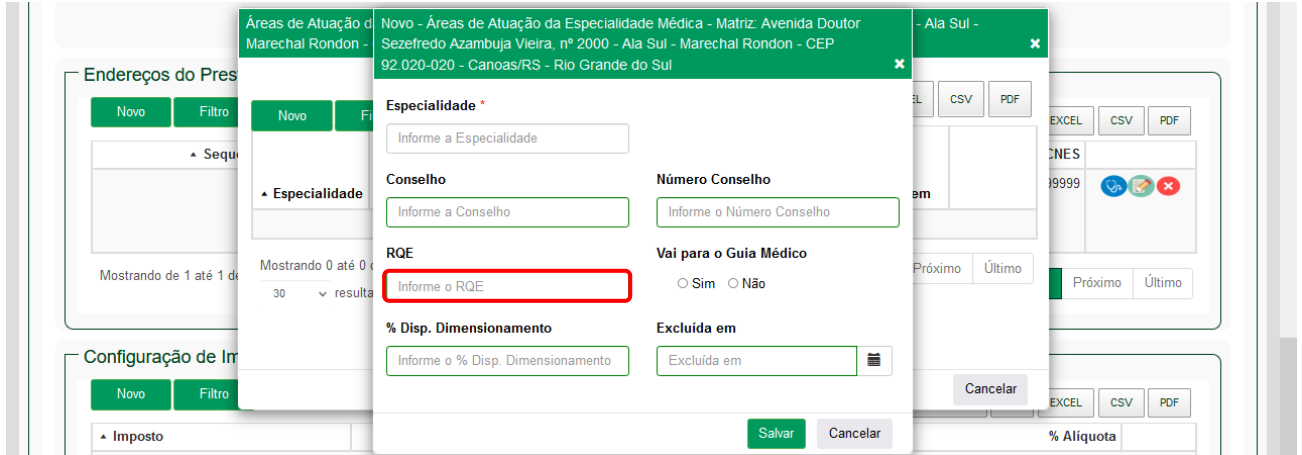 Áreas de Atuação d
Marechal Rondon -
- Ala Sul -
Novo - Áreas de Atuação da Especialidade Médica - Matriz: Avenida Doutor
Sezefredo Azambuja Vieira, nº 2000 - Ala Sul - Marechal Rondon - CEP
92.020-020 - Canoas/RS - Rio Grande do Sul
Endereços do Pres
Novo Filtro
EXCEL CSV PDF
Sequ
CNES
99999
Mostrando de 1 até 1 de
Próximo Último
Novo Fi
EL CSV PDF
Especialidade
em
Mostrando 0 até 0 d
30 resulta
Próximo Último
Cancelar
Especialidade *
Informe a Especialidade
Conselho Número Conselho
Informe a Conselho Informe o Número Conselho
RQE Vai para o Guia Médico
Informe o RQE Sim Não
% Disp. Dimensionamento Excluída em
Informe o % Disp. Dimensionamento Excluída em
Salvar Cancelar
Configuração de Im
Novo Filtro
EXCEL CSV PDF
Imposto % Alíquota